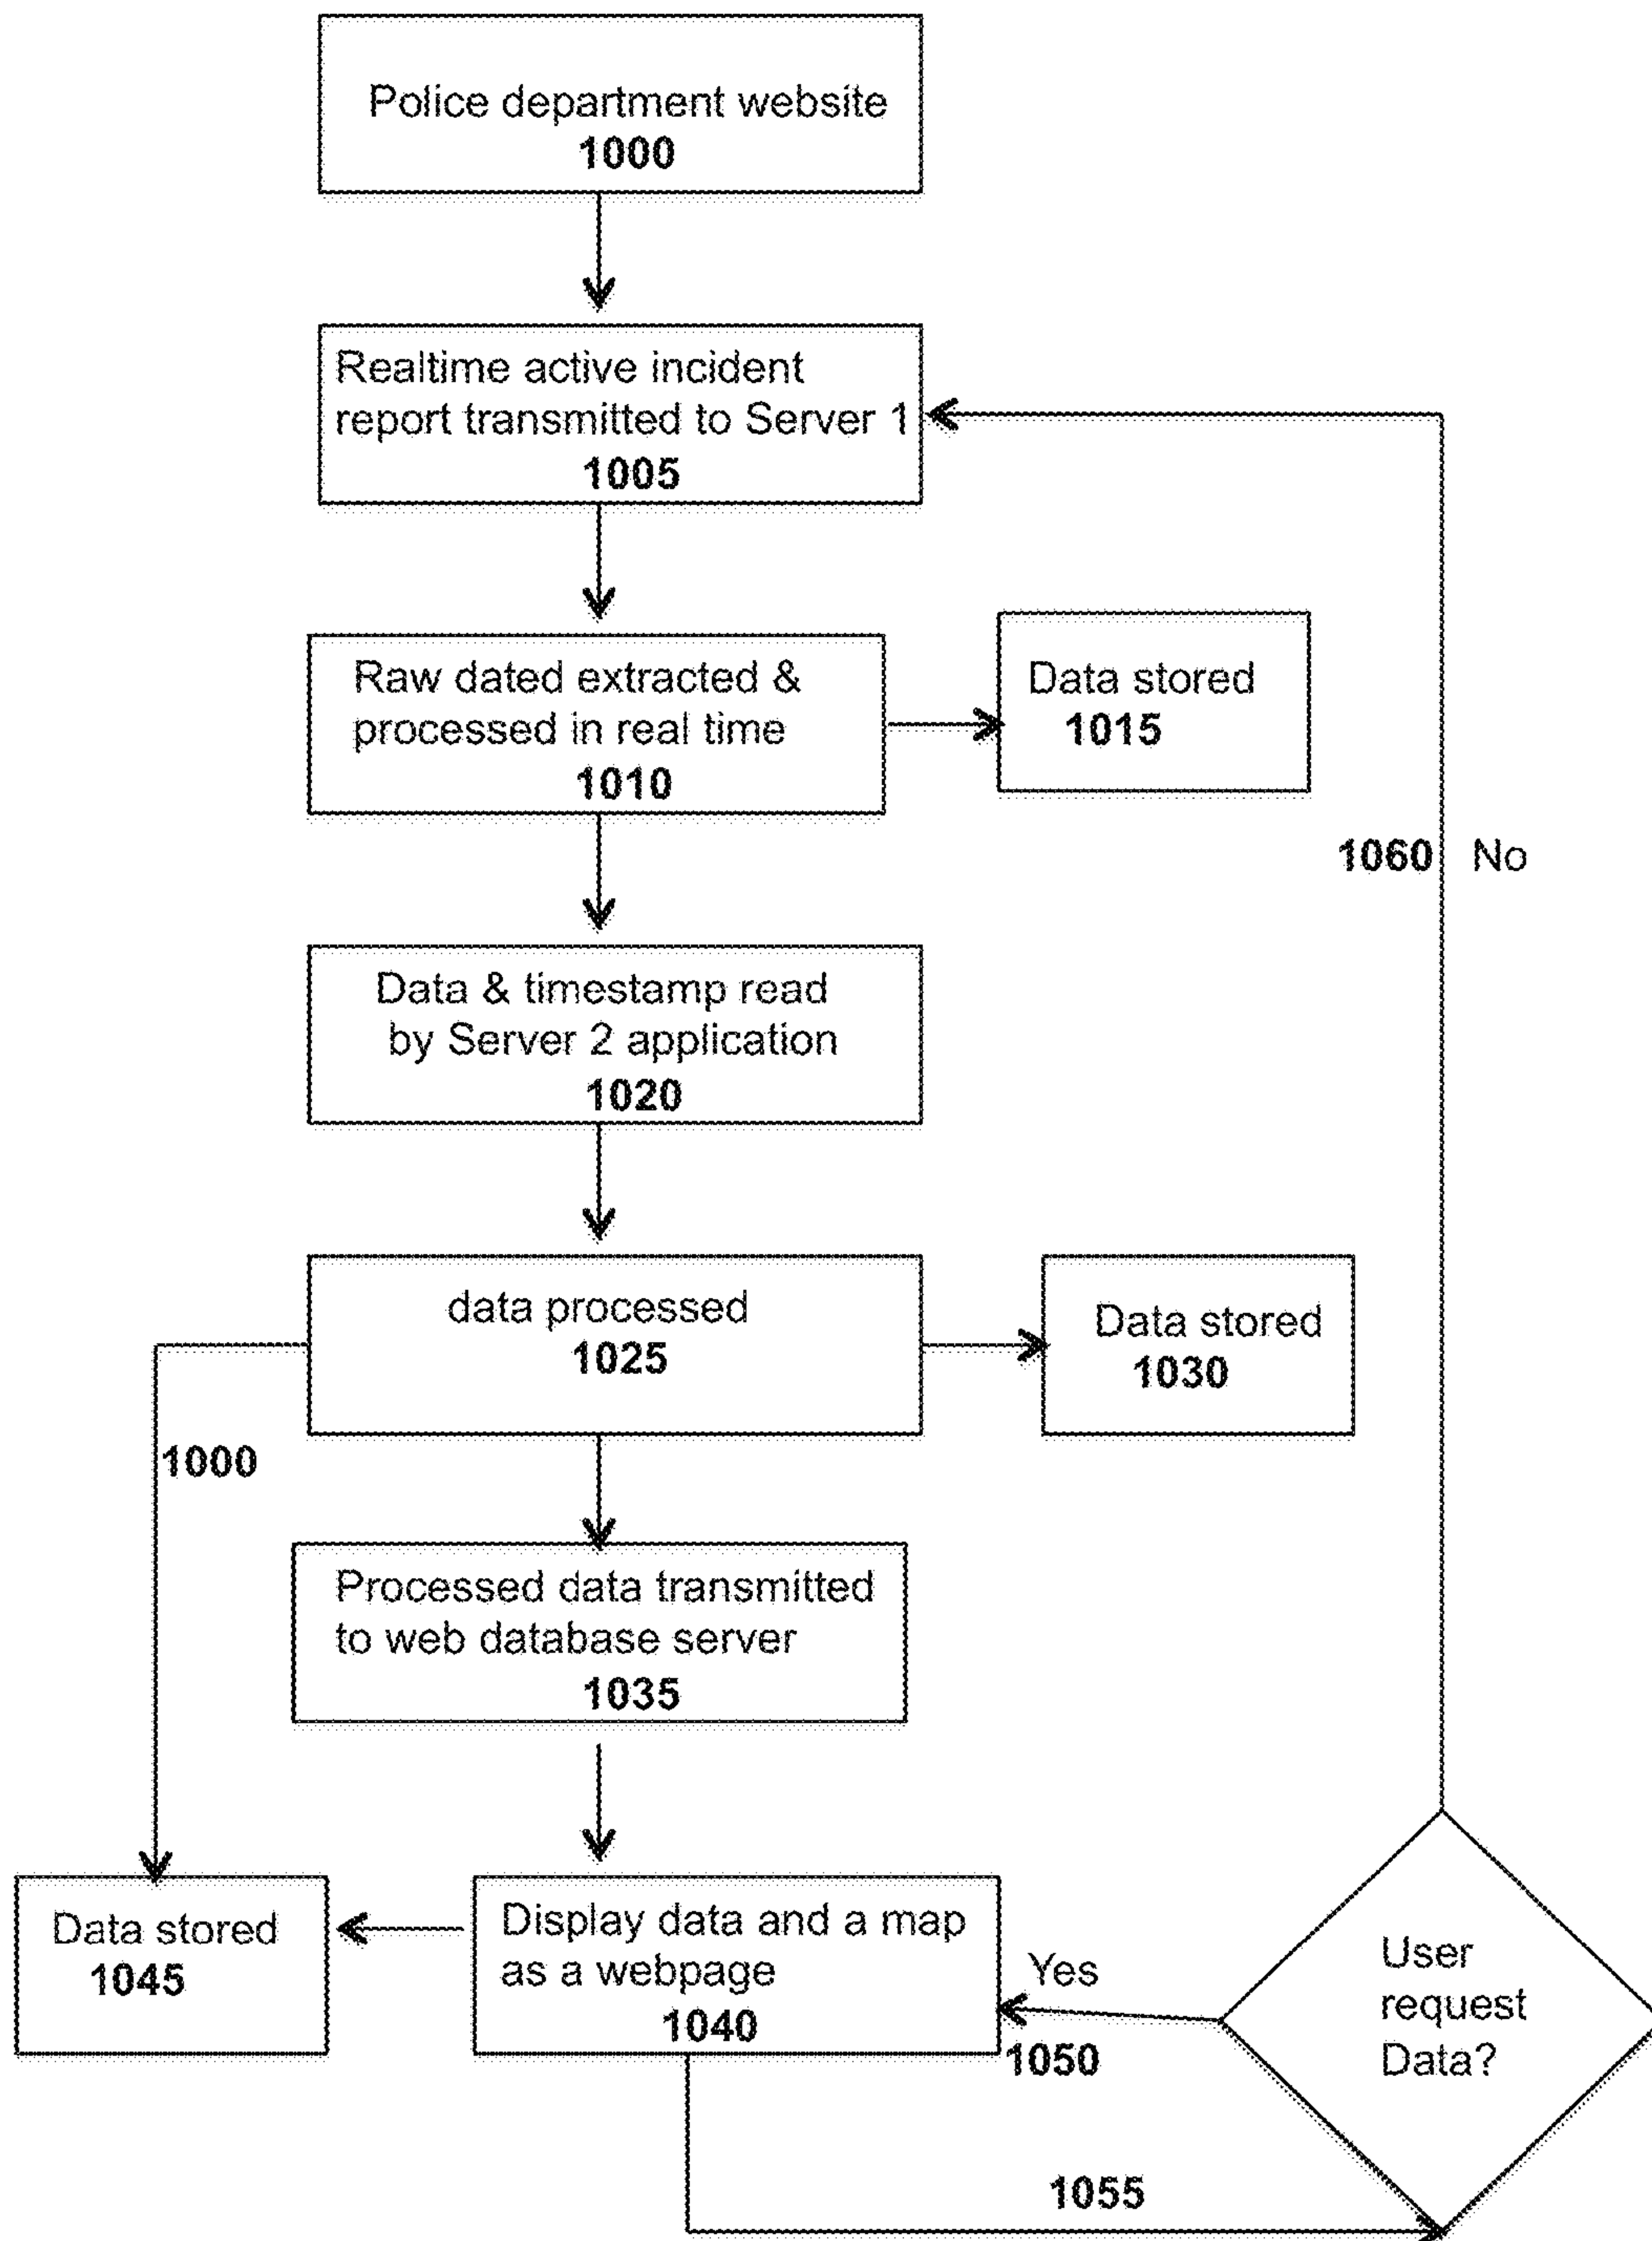 Police department website
1000
Realtime active incident
report transmitted to Server 1
1005
Raw dated extracted &
processed in real time
1010
Data stored
1015
1060 No
Data & timestamp read
by Server 2 application
1020
data processed
1025
Data stored
1030
1000
Processed data transmitted
to web database server
1035
Data stored
1045
Display data and a map
as a webpage
1040
Yes
1050
User
request
Data?
1055